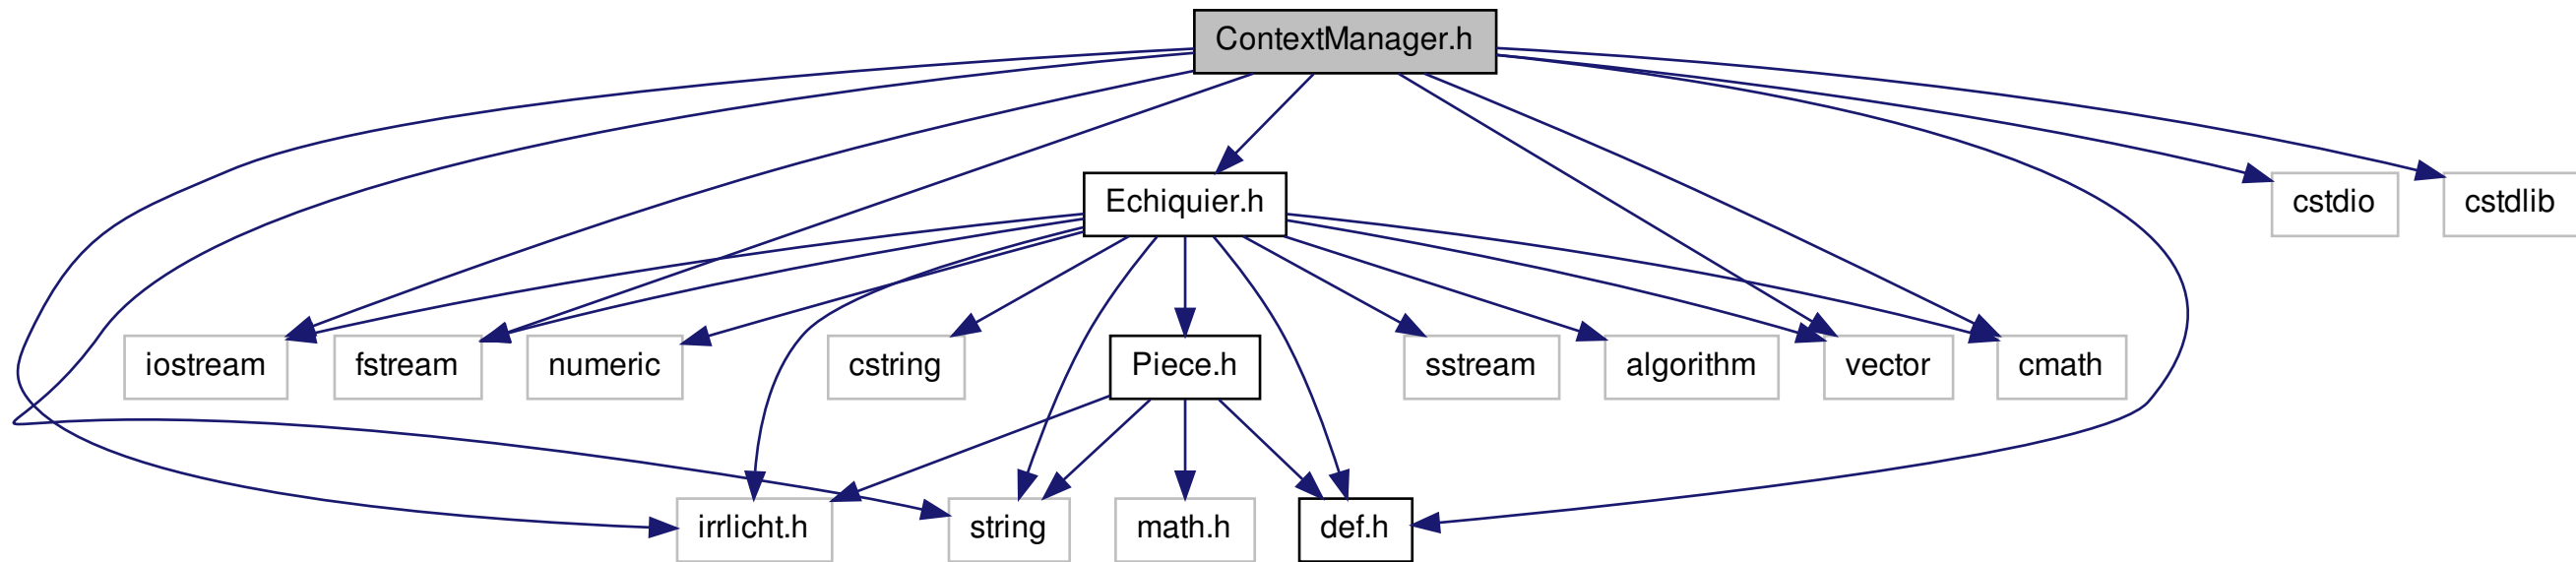 ContextManager.h
Echiquier.h
cstdio
cstdlib
iostream
fstream
numeric
cstring
Piece.h
sstream
algorithm
vector
cmath
irrlicht.h
string
math.h
def.h